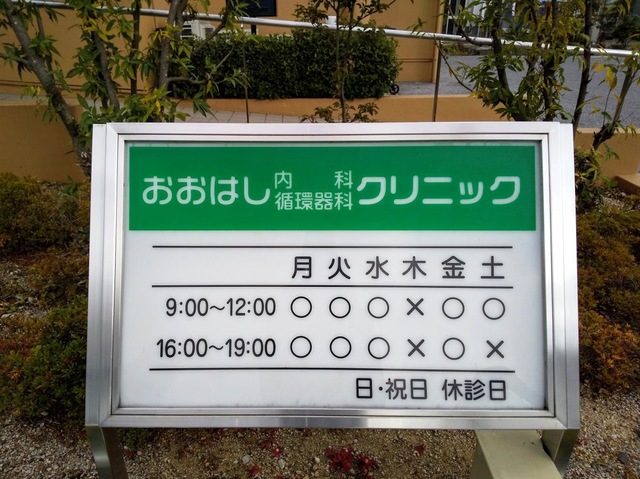 おおはし内科循環器科クリニック
月 火 水 木 金 土
9:00～12:00 ○ ○ ○ × ○ ○
16:00～19:00 ○ ○ ○ × ○ ×
日・祝日 休診日